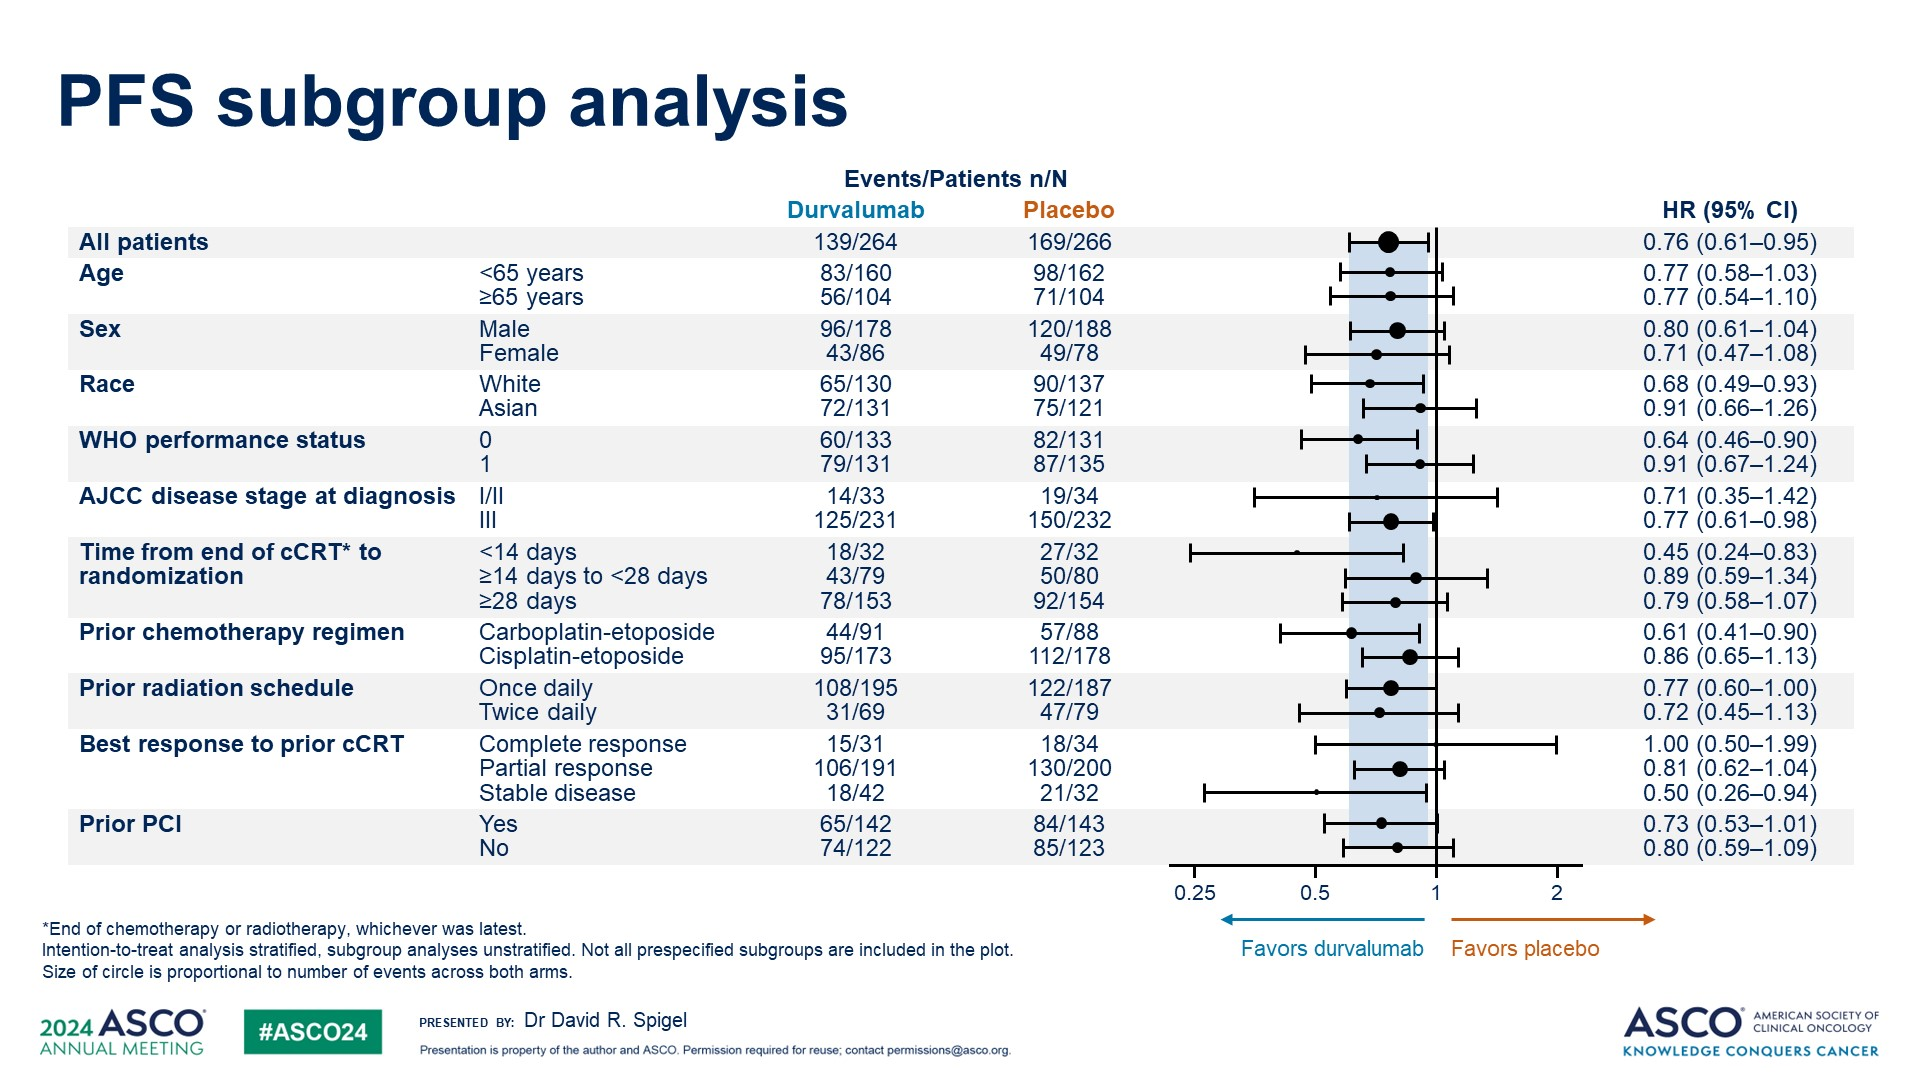 PFS subgroup analysis
Events/Patients n/N
Durvalumab Placebo HR (95% CI)
All patients 139/264 169/266 0.76 (0.61–0.95)
Age <65 years 83/160 98/162 0.77 (0.58–1.03)
≥65 years 56/104 71/104 0.77 (0.54–1.10)
Sex Male 96/178 120/188 0.80 (0.61–1.04)
Female 43/86 49/78 0.71 (0.47–1.08)
Race White 65/130 90/137 0.68 (0.49–0.93)
Asian 72/131 75/121 0.91 (0.66–1.26)
WHO performance status 0 60/133 82/131 0.64 (0.46–0.90)
1 79/131 87/135 0.91 (0.67–1.24)
AJCC disease stage at diagnosis I/II 14/33 19/34 0.71 (0.35–1.42)
III 125/231 150/232 0.77 (0.61–0.98)
Time from end of cCRT* to <14 days 18/32 27/32 0.45 (0.24–0.83)
randomization ≥14 days to <28 days 43/79 50/80 0.89 (0.59–1.34)
≥28 days 78/153 92/154 0.79 (0.58–1.07)
Prior chemotherapy regimen Carboplatin-etoposide 44/91 57/88 0.61 (0.41–0.90)
Cisplatin-etoposide 95/173 112/178 0.86 (0.65–1.13)
Prior radiation schedule Once daily 108/195 122/187 0.77 (0.60–1.00)
Twice daily 31/69 47/79 0.72 (0.45–1.13)
Best response to prior cCRT Complete response 15/31 18/34 1.00 (0.50–1.99)
Partial response 106/191 130/200 0.81 (0.62–1.04)
Stable disease 18/42 21/32 0.50 (0.26–0.94)
Prior PCI Yes 65/142 84/143 0.73 (0.53–1.01)
No 74/122 85/123 0.80 (0.59–1.09)
0.25 0.5 1 2
Favors durvalumab Favors placebo
*End of chemotherapy or radiotherapy, whichever was latest.
Intention-to-treat analysis stratified, subgroup analyses unstratified. Not all prespecified subgroups are included in the plot.
Size of circle is proportional to number of events across both arms.
2024 ASCO
ANNUAL MEETING
#ASCO24
PRESENTED BY: Dr David R. Spigel
Presentation is property of the author and ASCO. Permission required for reuse; contact permissions@asco.org.
ASCO AMERICAN SOCIETY OF
CLINICAL ONCOLOGY
KNOWLEDGE CONQUERS CANCER